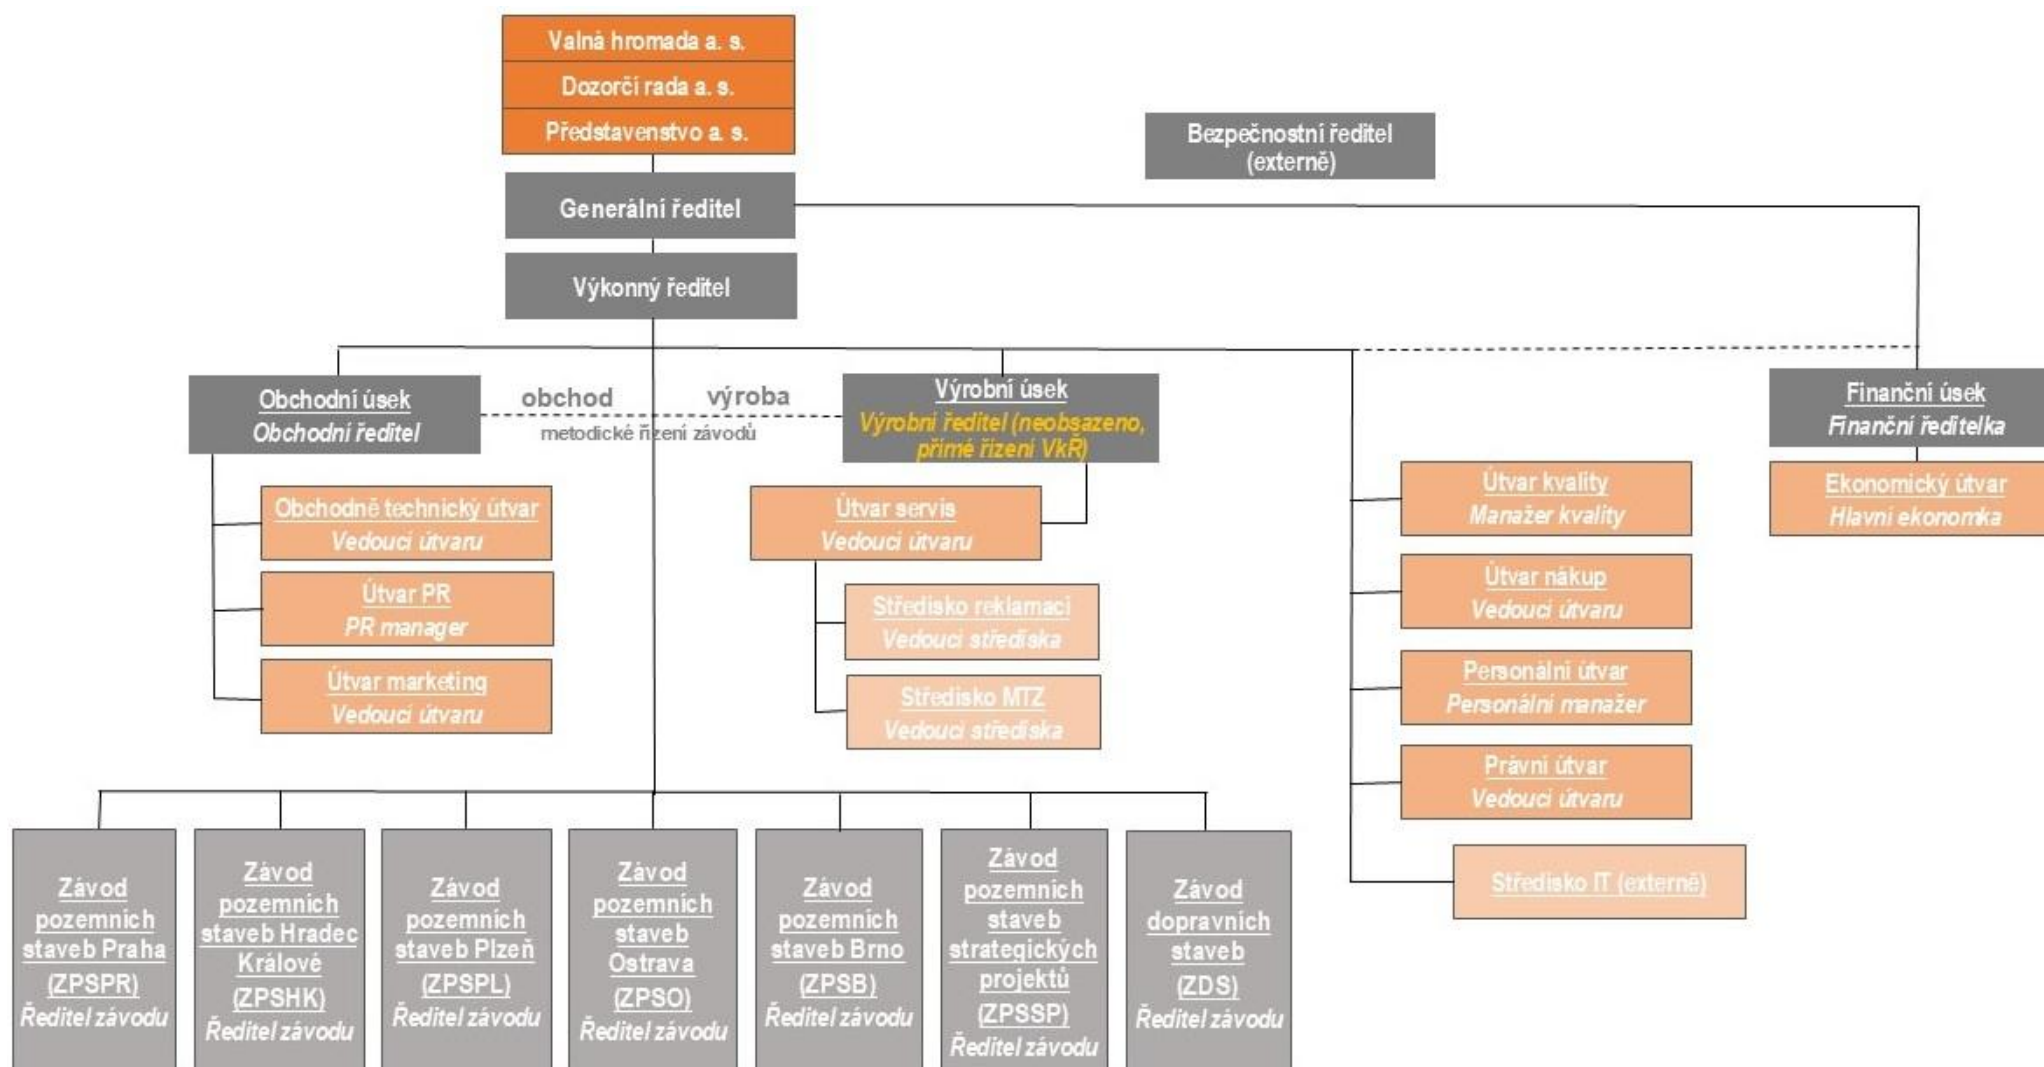 Valná hromada a. s.
Dozorčí rada a. s.
Představenstvo a. s.
Bezpečnostní ředitel
(externě)
Generální ředitel
Výkonný ředitel
Obchodní úsek
Obchodní ředitel
obchod
výroba
metodické řízení závodů
Výrobní úsek
Výrobní ředitel (neobsazeno,
přímé řízení VkŘ)
Finanční úsek
Finanční ředitelka
Obchodně technický útvar
Vedoucí útvaru
Útvar PR
PR manager
Útvar marketing
Vedoucí útvaru
Útvar servis
Vedoucí útvaru
Středisko reklamací
Vedoucí střediska
Středisko MTZ
Vedoucí střediska
Útvar kvality
Manažer kvality
Útvar nákup
Vedoucí útvaru
Personální útvar
Personální manažer
Právní útvar
Vedoucí útvaru
Středisko IT (externě)
Ekonomický útvar
Hlavní ekonomka
Závod
pozemních
staveb Praha
(ZPSPR)
Ředitel závodu
Závod
pozemních
staveb Hradec
Králové
(ZPSHK)
Ředitel závodu
Závod
pozemních
staveb Plzeň
(ZPSPL)
Ředitel závodu
Závod
pozemních
staveb
Ostrava
(ZPSO)
Ředitel závodu
Závod
pozemních
staveb Brno
(ZPSB)
Ředitel závodu
Závod
pozemních
staveb
strategických
projektů
(ZPSSP)
Ředitel závodu
Závod
dopravních
staveb
(ZDS)
Ředitel závodu